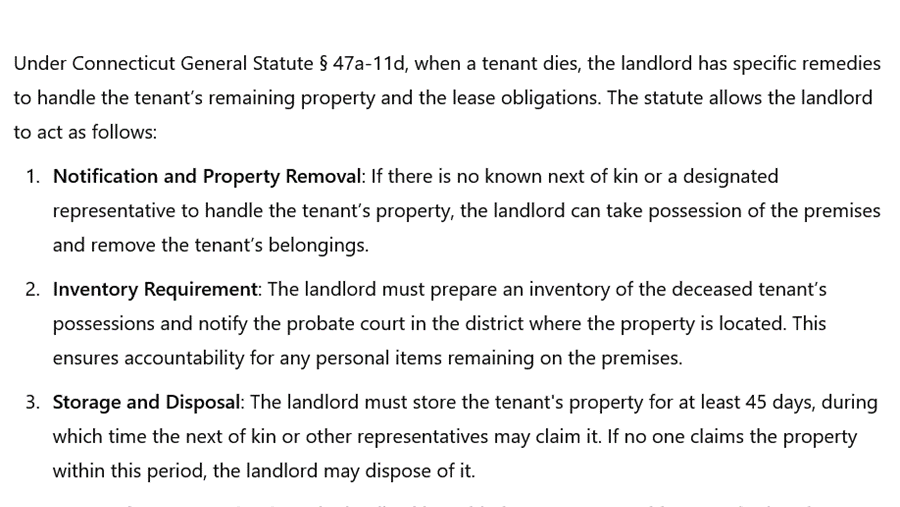 Under Connecticut General Statute § 47a-11d, when a tenant dies, the landlord has specific remedies
to handle the tenant’s remaining property and the lease obligations. The statute allows the landlord
to act as follows:
1. Notification and Property Removal: If there is no known next of kin or a designated
representative to handle the tenant’s property, the landlord can take possession of the premises
and remove the tenant’s belongings.
2. Inventory Requirement: The landlord must prepare an inventory of the deceased tenant’s
possessions and notify the probate court in the district where the property is located. This
ensures accountability for any personal items remaining on the premises.
3. Storage and Disposal: The landlord must store the tenant's property for at least 45 days, during
which time the next of kin or other representatives may claim it. If no one claims the property
within this period, the landlord may dispose of it.